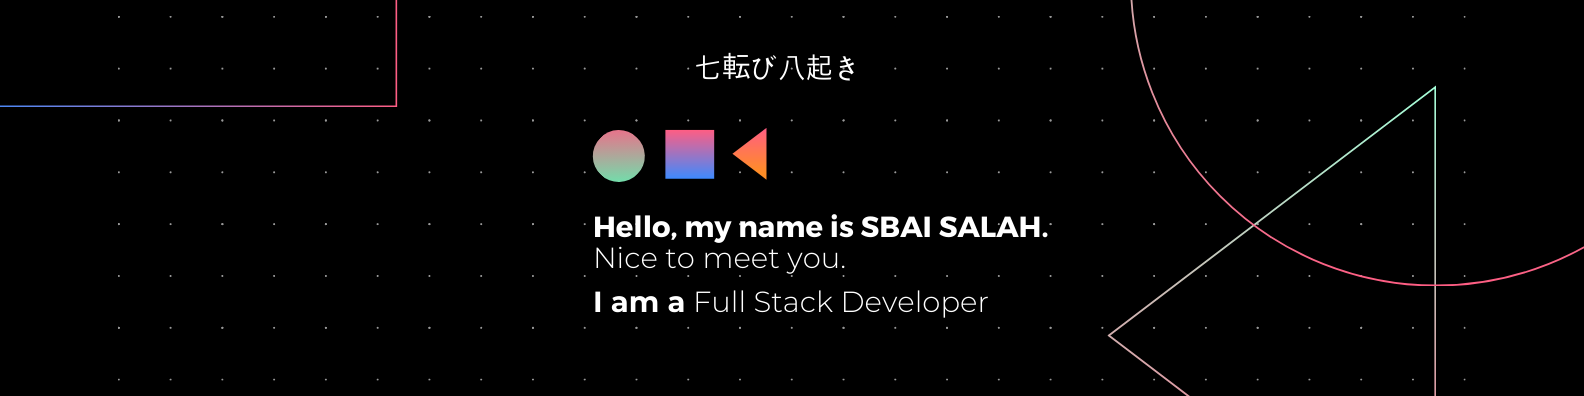 七転び八起き
Hello, my name is SBAI SALAH.
Nice to meet you.
I am a Full Stack Developer